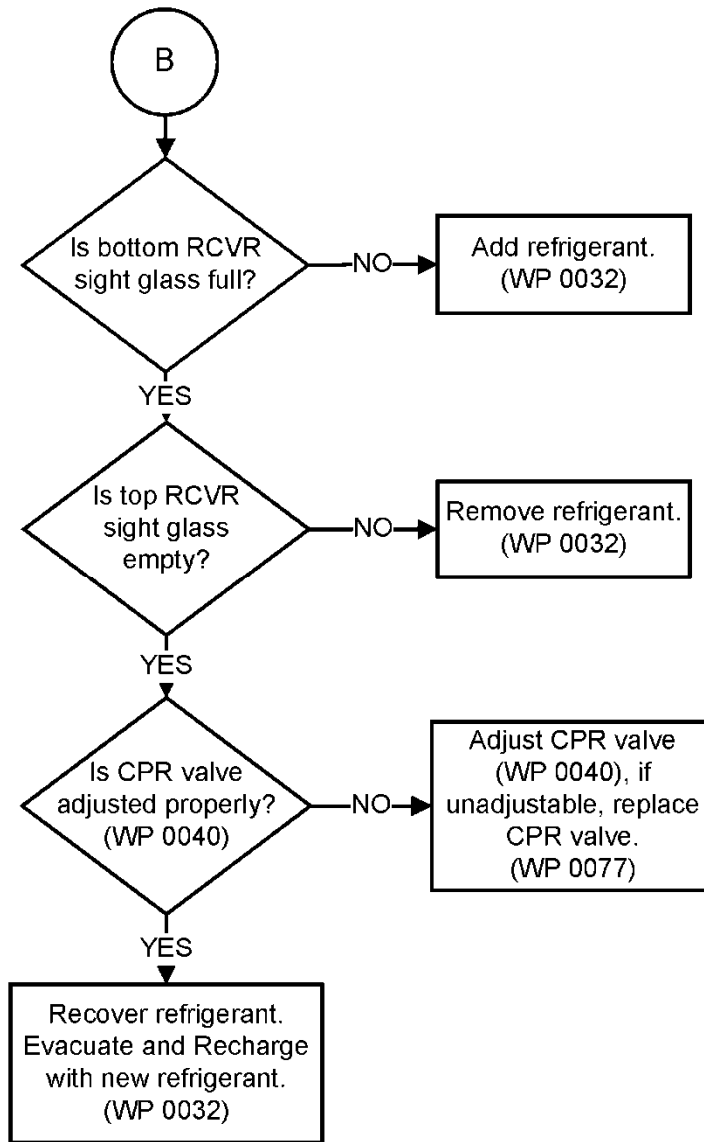 B
Is bottom RCVR
sight glass full?
NO
Add refrigerant.
(WP 0032)
YES
Is top RCVR
sight glass
empty?
NO
Remove refrigerant.
(WP 0032)
YES
Is CPR valve
adjusted properly?
(WP 0040)
NO
Adjust CPR valve
(WP 0040), if
unadjustable, replace
CPR valve.
(WP 0077)
YES
Recover refrigerant.
Evacuate and Recharge
with new refrigerant.
(WP 0032)